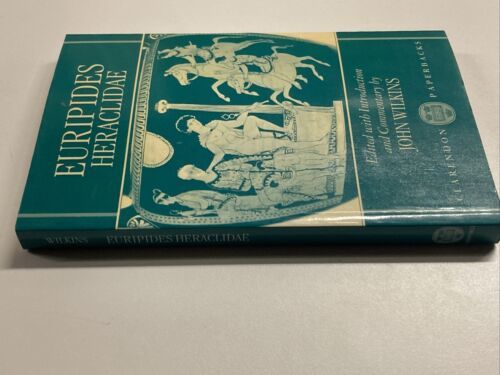 EURIPIDES
HERACLIDAE
Edited with Introduction
and Commentary by
JOHN WILKINS
CLARENDON PAPERBACKS
WILKINS EURIPIDES HERACLIDAE